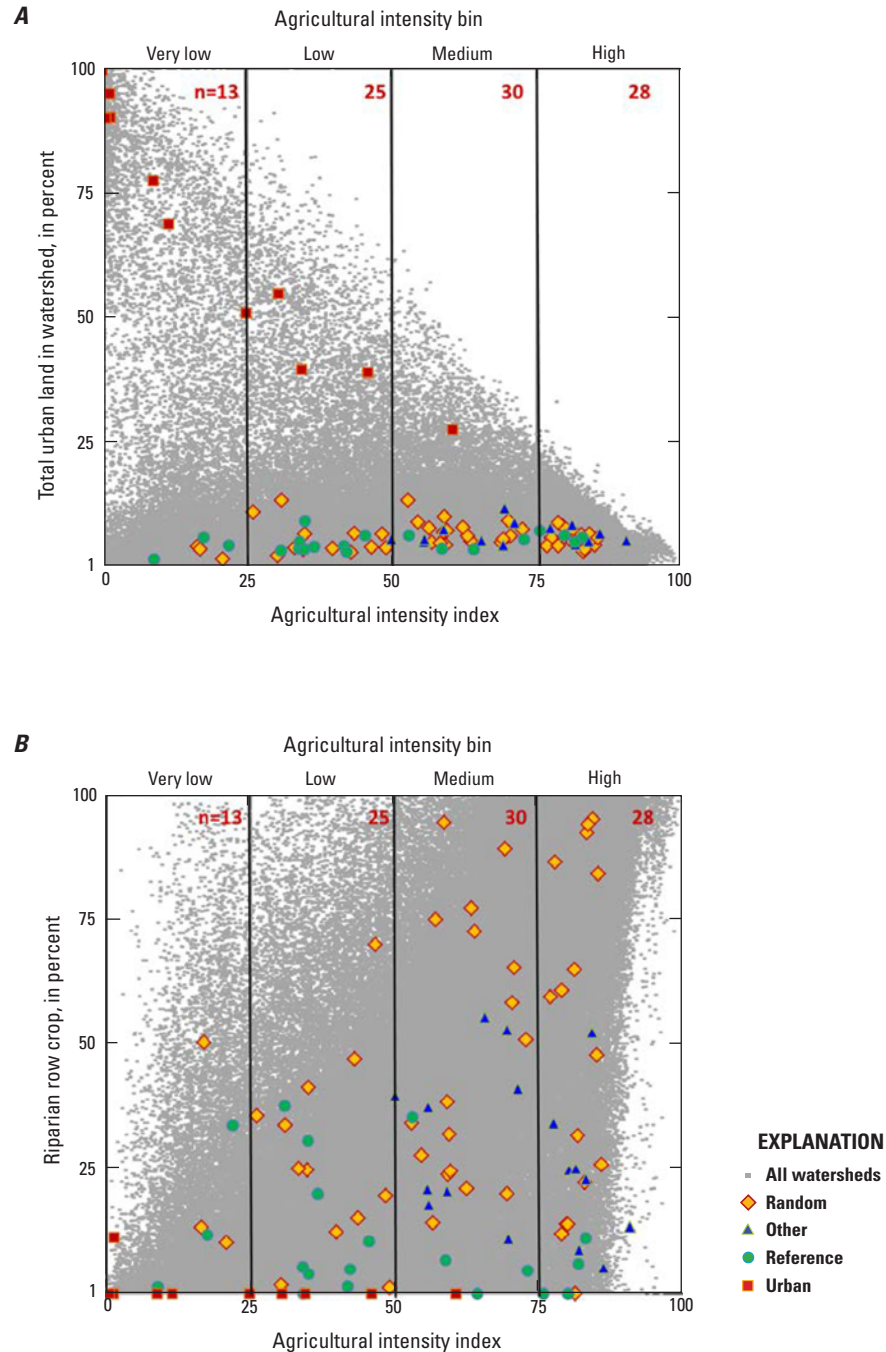 A
Agricultural intensity bin
Very low Low Medium High
100
n=13 25 30 28
75
50
25
1
Total urban land in watershed, in percent
0 25 50 75 100
Agricultural intensity index
B
Agricultural intensity bin
Very low Low Medium High
100
n=13 25 30 28
75
50
25
1
Riparian row crop, in percent
0 25 50 75 100
Agricultural intensity index
EXPLANATION
All watersheds
Random
Other
Reference
Urban